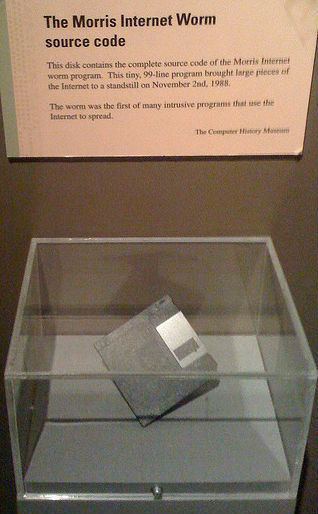 The Morris Internet Worm
source code
This disk contains the complete source code of the Morris Internet
worm program. This tiny, 99-line program brought large pieces of
the Internet to a standstill on November 2nd, 1988.
The worm was the first of many intrusive programs that use the
Internet to spread.
The Computer History Museum